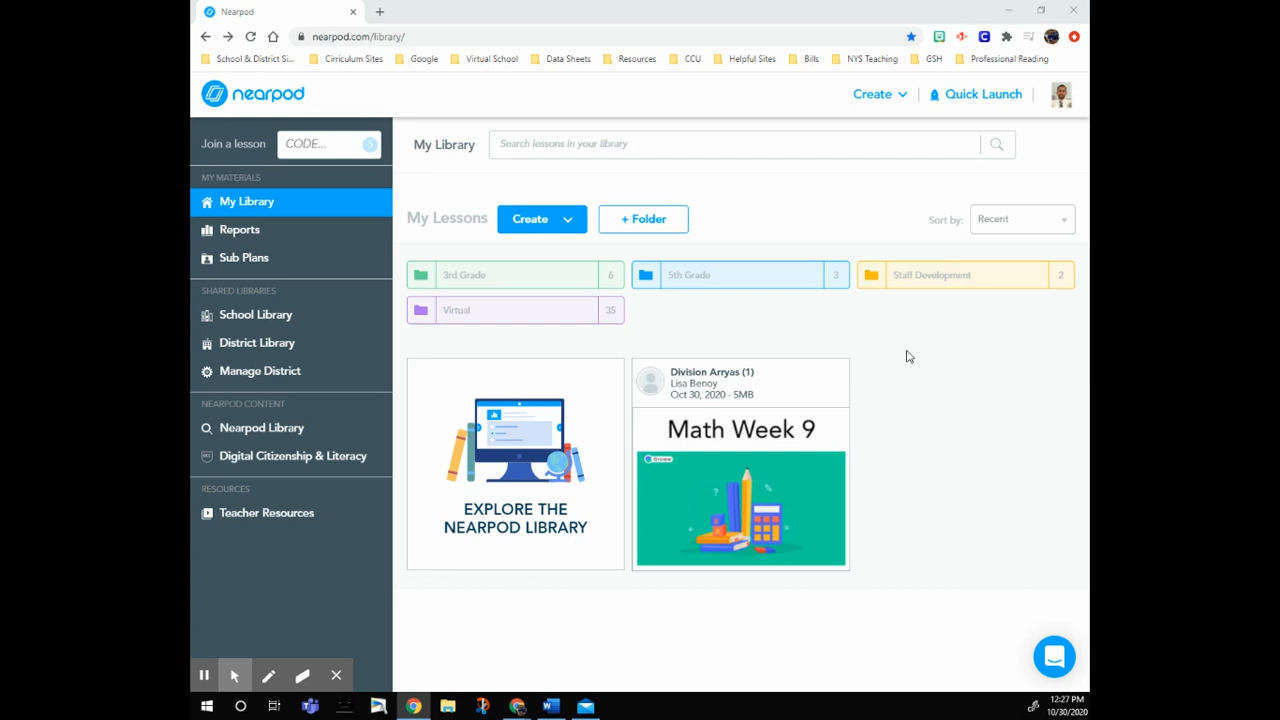 Nearpod
nearpod.com/library/
School & District Si...
Cirriculum Sites
Google
Virtual School
Data Sheets
Resources
CCU
Helpful Sites
Bills
NYS Teaching
GSH
Professional Reading
nearpod
Create
Quick Launch
Join a lesson
CODE...
MY MATERIALS
My Library
Reports
Sub Plans
SHARED LIBRARIES
School Library
District Library
Manage District
NEARPOD CONTENT
Nearpod Library
Digital Citizenship & Literacy
RESOURCES
Teacher Resources
My Library
Search lessons in your library
My Lessons
Create
+ Folder
Sort by:
Recent
3rd Grade 6
5th Grade 3
Staff Development 2
Virtual 35
EXPLORE THE
NEARPOD LIBRARY
Division Arryas (1)
Lisa Benoy
Oct 30, 2020 - 5MB
Math Week 9
12:27 PM
10/30/2020